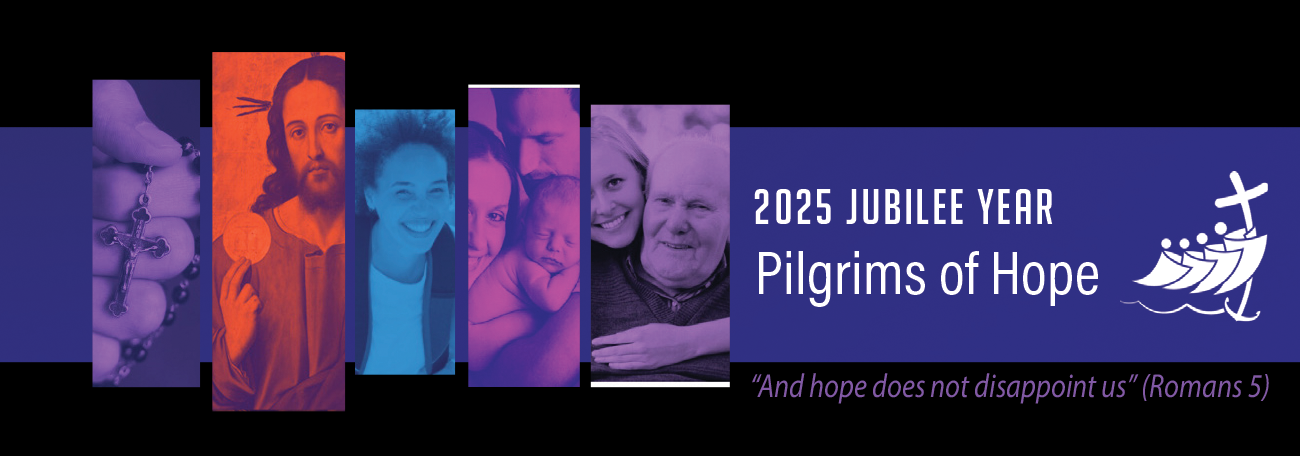 2025 JUBILEE YEAR
Pilgrims of Hope
“And hope does not disappoint us” (Romans 5)